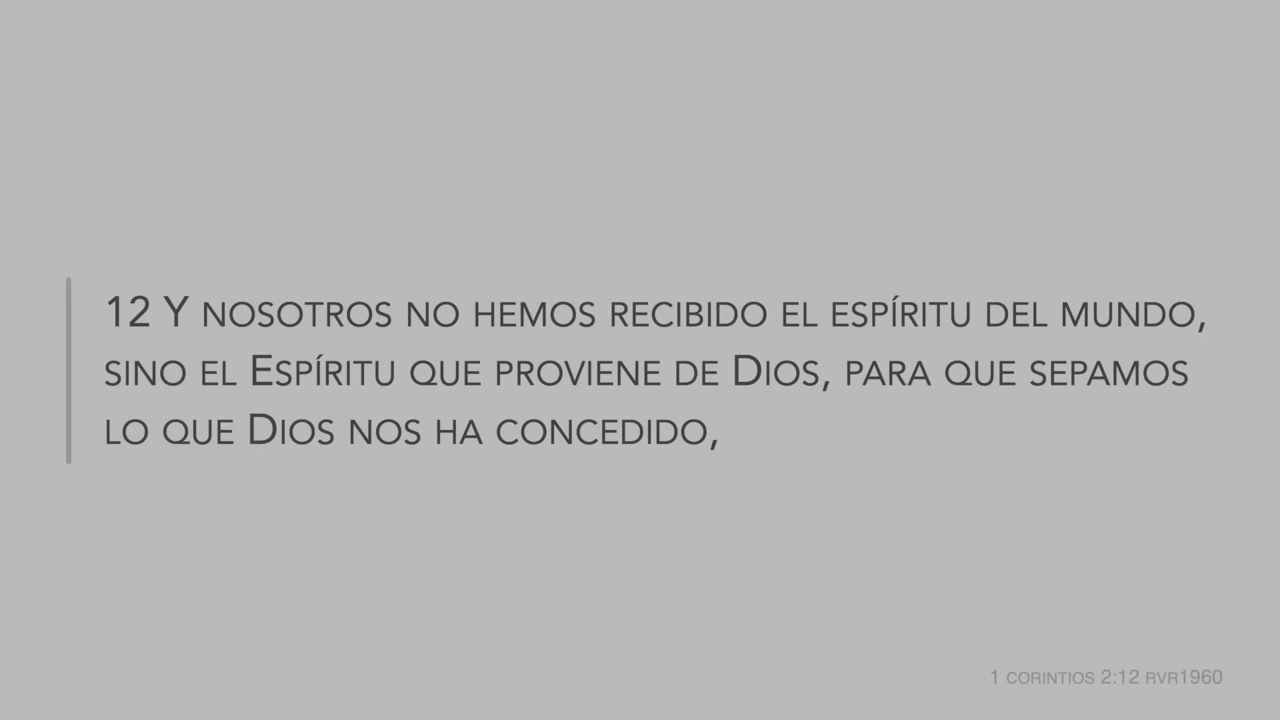 12 Y nosotros no hemos recibido el espíritu del mundo,
sino el Espíritu que proviene de Dios, para que sepamos
lo que Dios nos ha concedido,
1 corintios 2:12 rvr1960